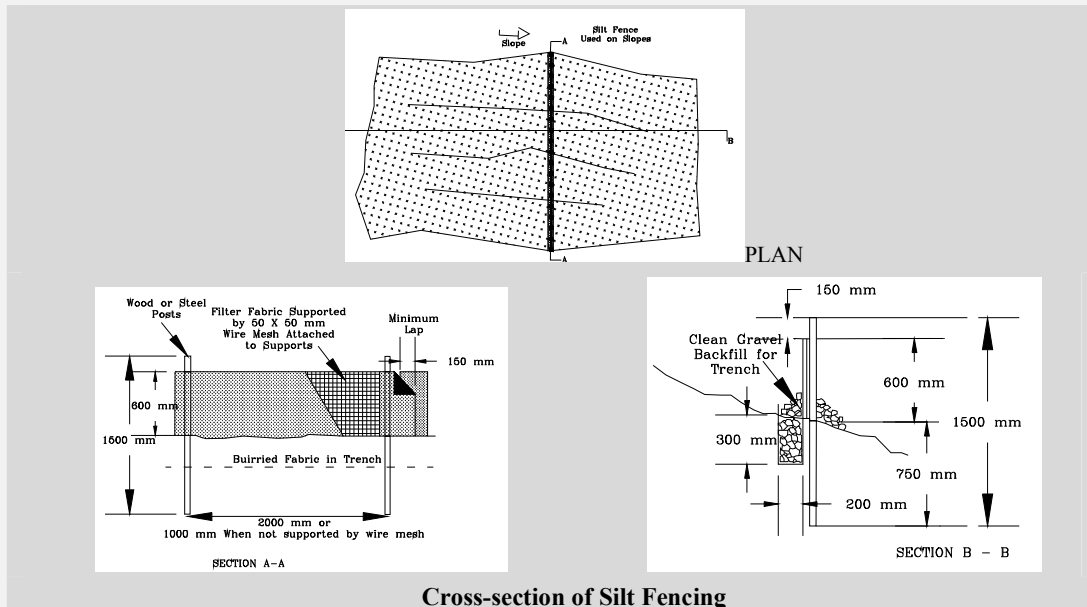 Slope
A
Silt Fence
Used on Slopes
B
A
PLAN
Wood or Steel
Posts
Filter Fabric Supported
by 50 X 50 mm
Wire Mesh Attached
to Supports
Minimum
Lap
150 mm
600 mm
1600 mm
Buirried Fabric in Trench
2000 mm or
1000 mm When not supported by wire mesh
SECTION A-A
150 mm
Clean Gravel
Backfill for
Trench
600 mm
1500 mm
300 mm
750 mm
200 mm
SECTION B - B
Cross-section of Silt Fencing